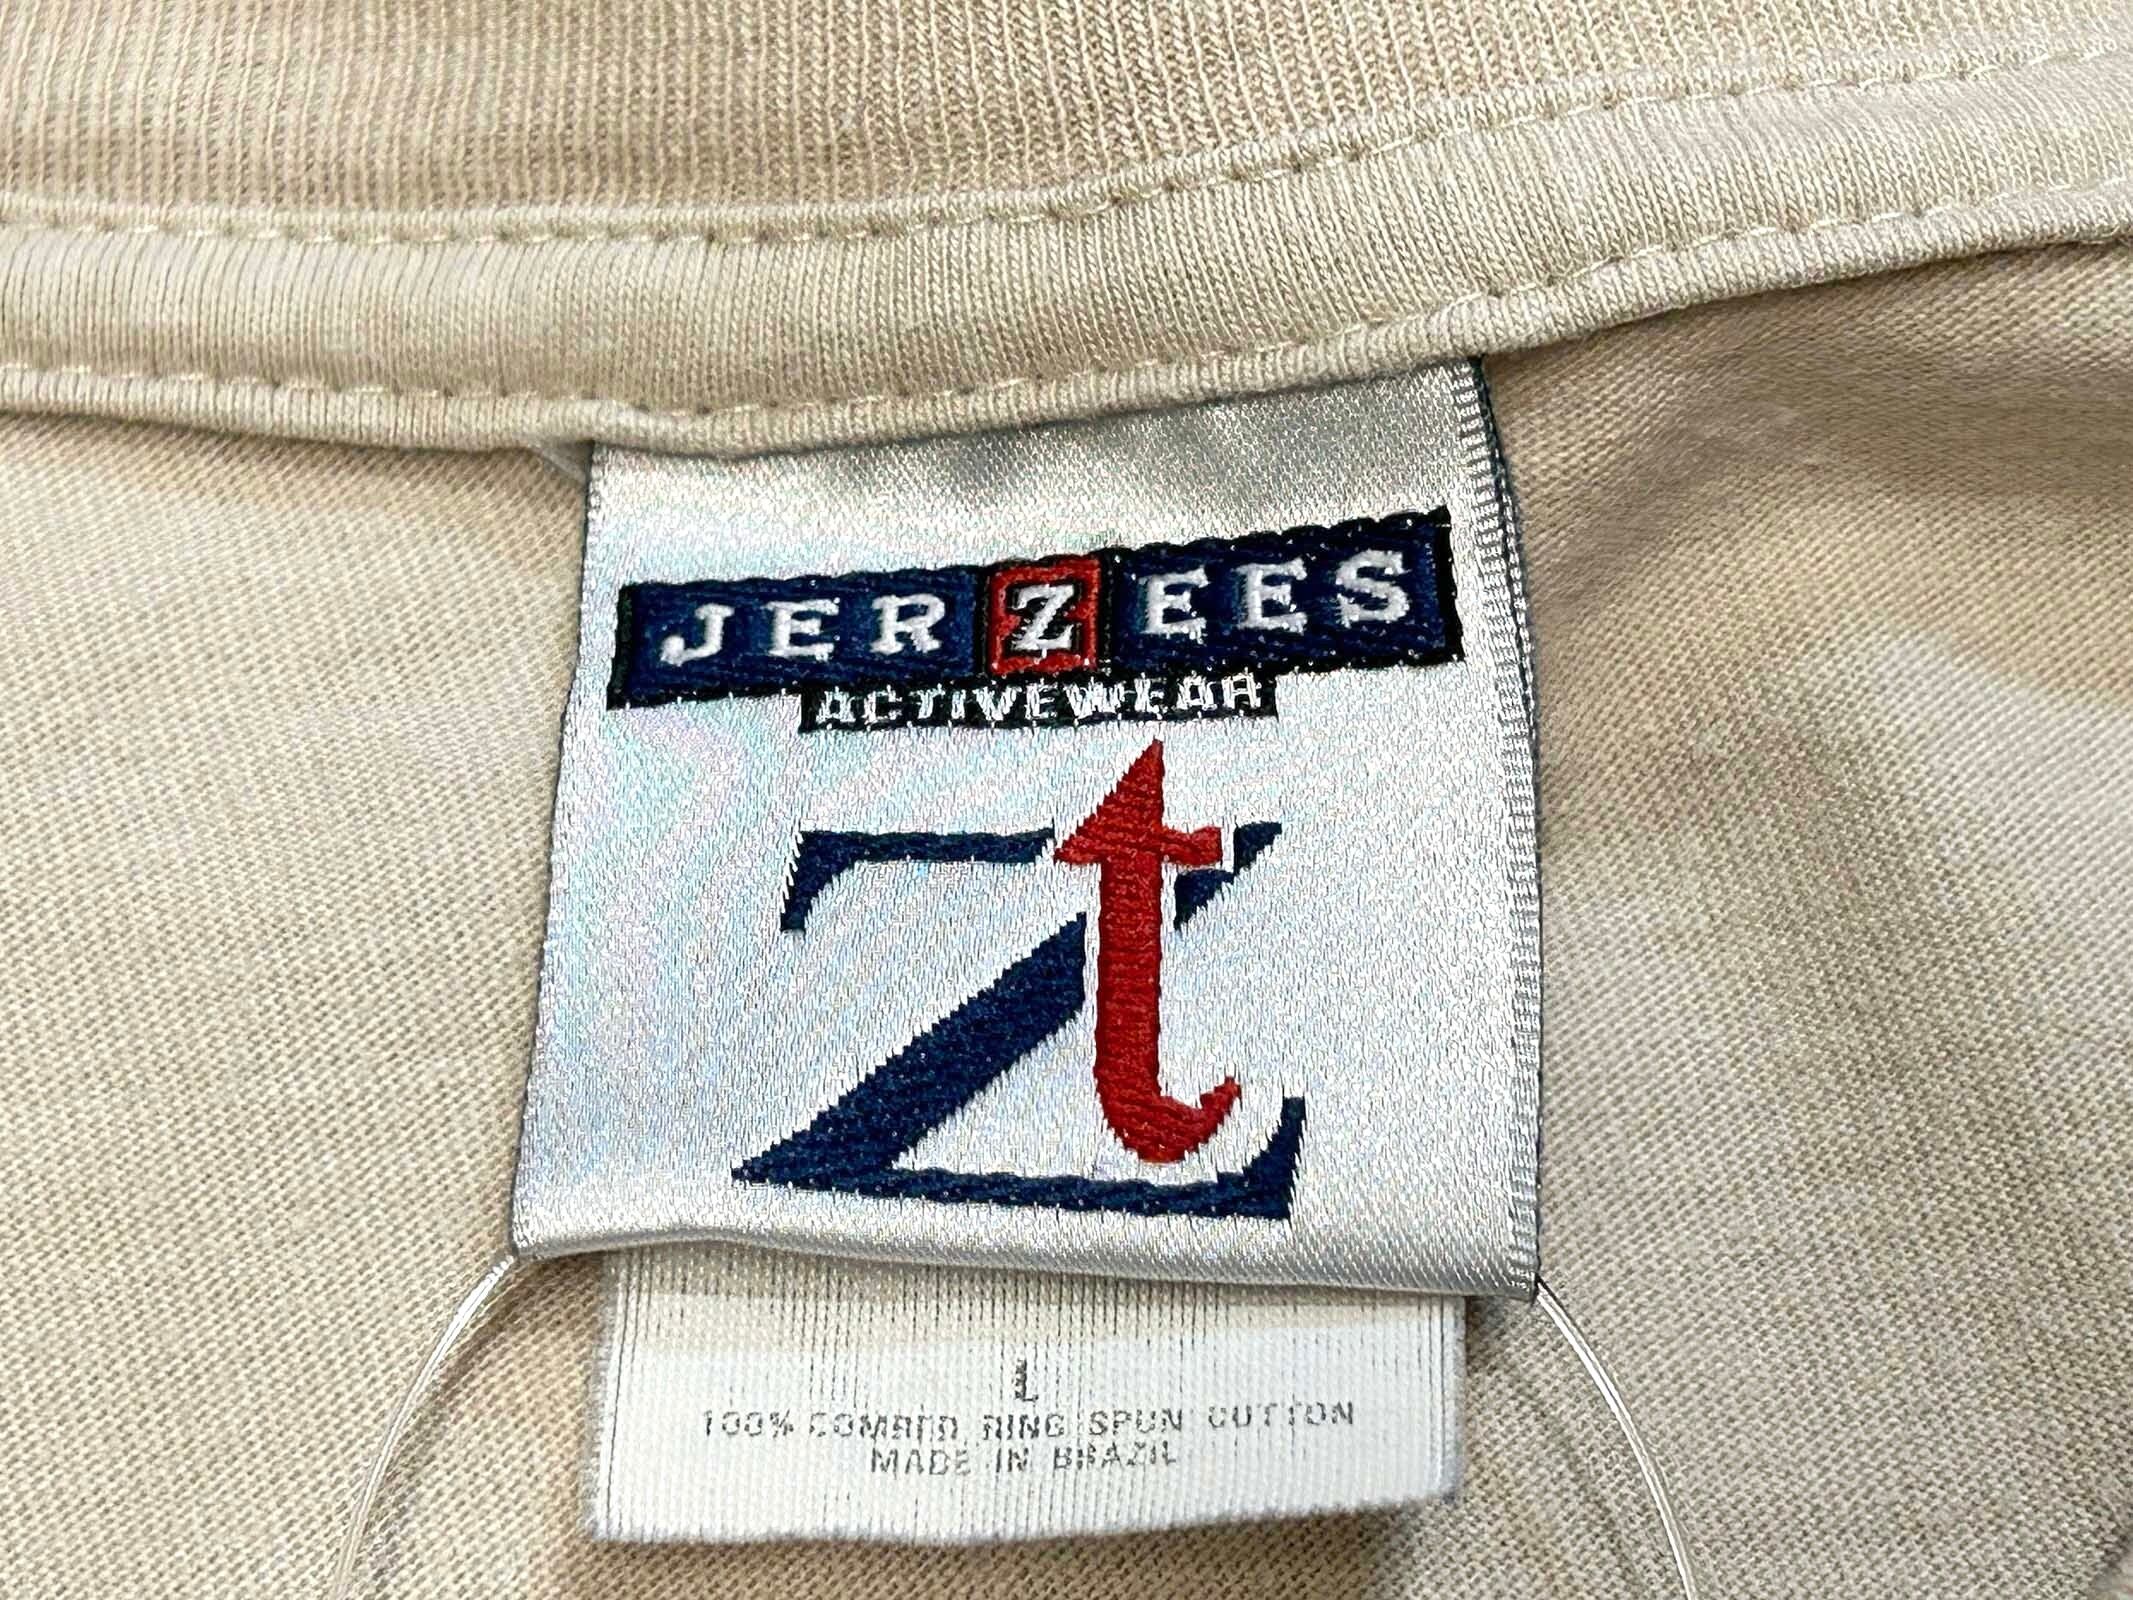 JERZEES
ACTIVEWEAR
Zt
L
100% COMBED RING SPUN COTTON
MADE IN BRAZIL